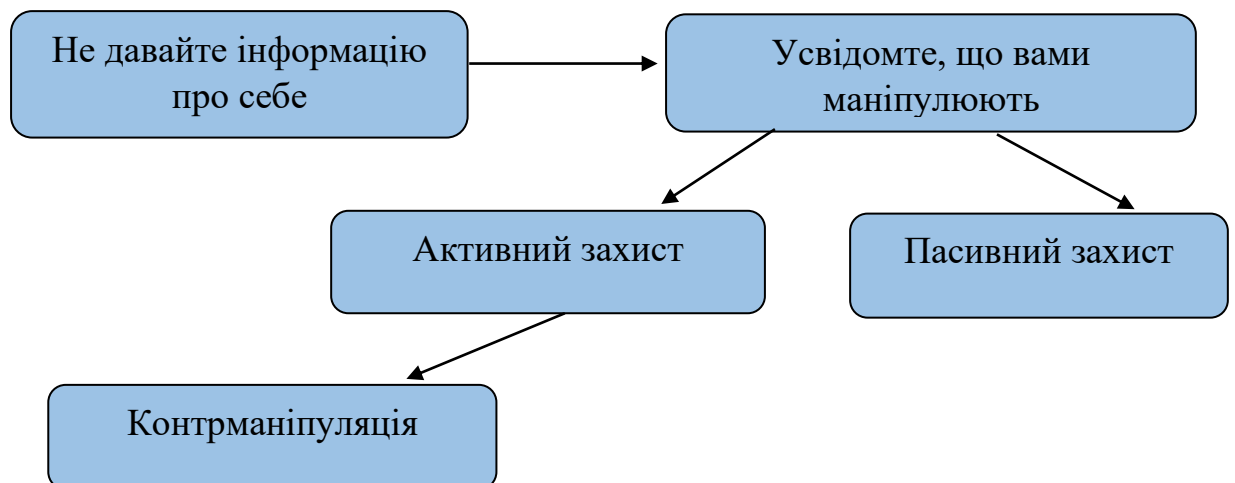 Не давайте інформацію
про себе
Усвідомте, що вами
маніпулюють
Активний захист
Пасивний захист
Контрманіпуляція